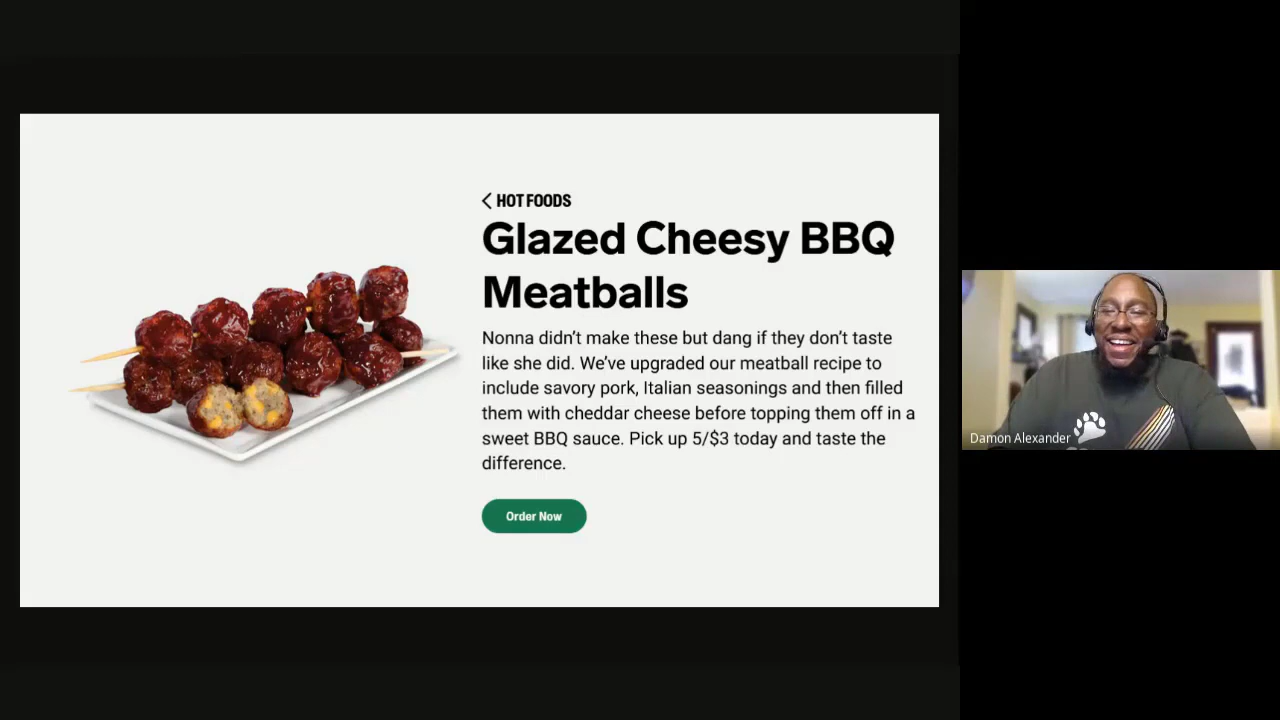 HOT FOODS
Glazed Cheesy BBQ
Meatballs
Nonna didn’t make these but dang if they don’t taste
like she did. We’ve upgraded our meatball recipe to
include savory pork, Italian seasonings and then filled
them with cheddar cheese before topping them off in a
sweet BBQ sauce. Pick up 5/$3 today and taste the
difference.
Order Now
Damon Alexander